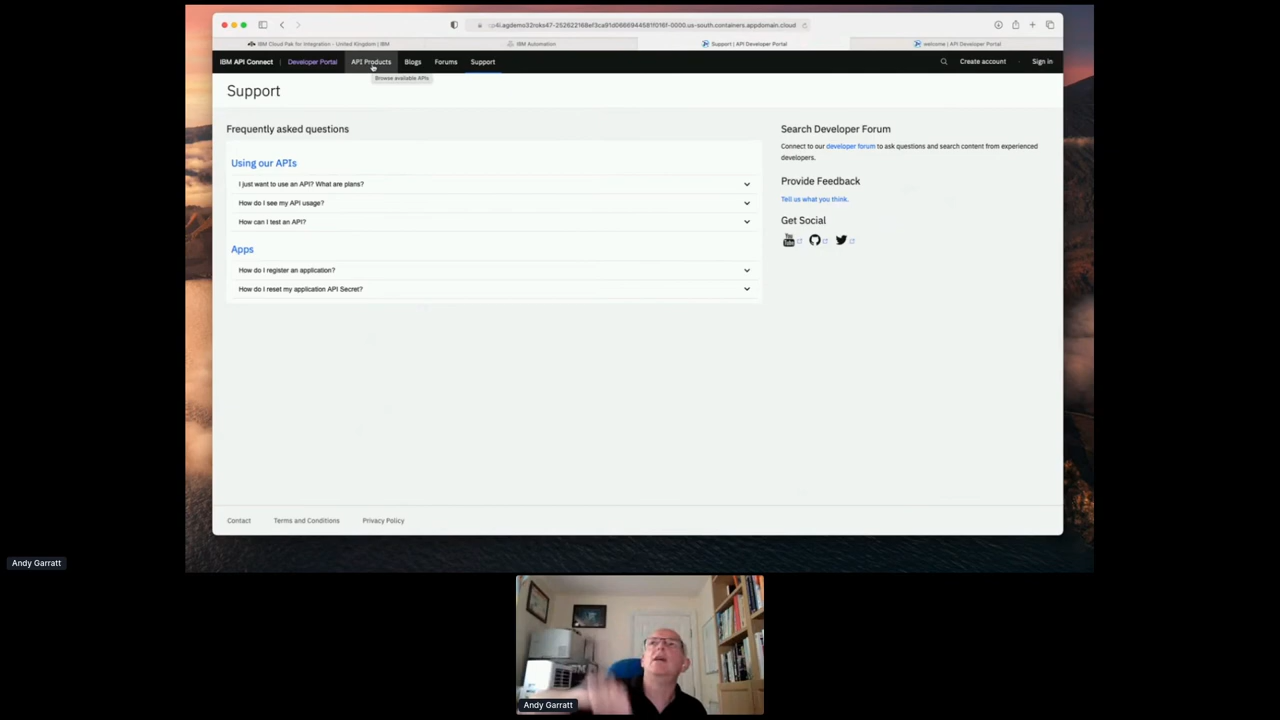 IBM Cloud Pak for Integration - United Kingdom | IBM
IBM Automation
Support | API Developer Portal
welcome | API Developer Portal
IBM API Connect | Developer Portal
API Products
Blogs
Forums
Support
Create account
Sign in
Browse available APIs
Support
Frequently asked questions
Using our APIs
I just want to use an API? What are plans?
How do I see my API usage?
How can I test an API?
Apps
How do I register an application?
How do I reset my application API Secret?
Search Developer Forum
Connect to our developer forum to ask questions and search content from experienced
developers.
Provide Feedback
Tell us what you think.
Get Social
You
Tube
Contact
Terms and Conditions
Privacy Policy
Andy Garratt
Andy Garratt